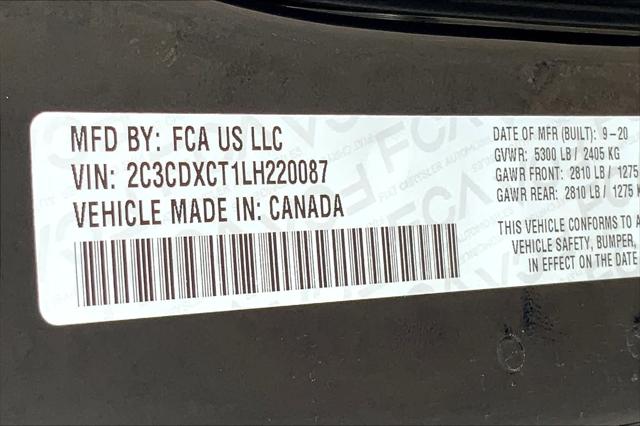 MFD BY: FCA US LLC
VIN: 2C3CDXCT1LH220087
VEHICLE MADE IN: CANADA
DATE OF MFR (BUILT): 9-20
GVWR: 5300 LB / 2405 KG
GAWR FRONT: 2810 LB / 1275
GAWR REAR: 2810 LB / 1275
THIS VEHICLE CONFORMS TO A
VEHICLE SAFETY, BUMPER,
IN EFFECT ON THE DAT